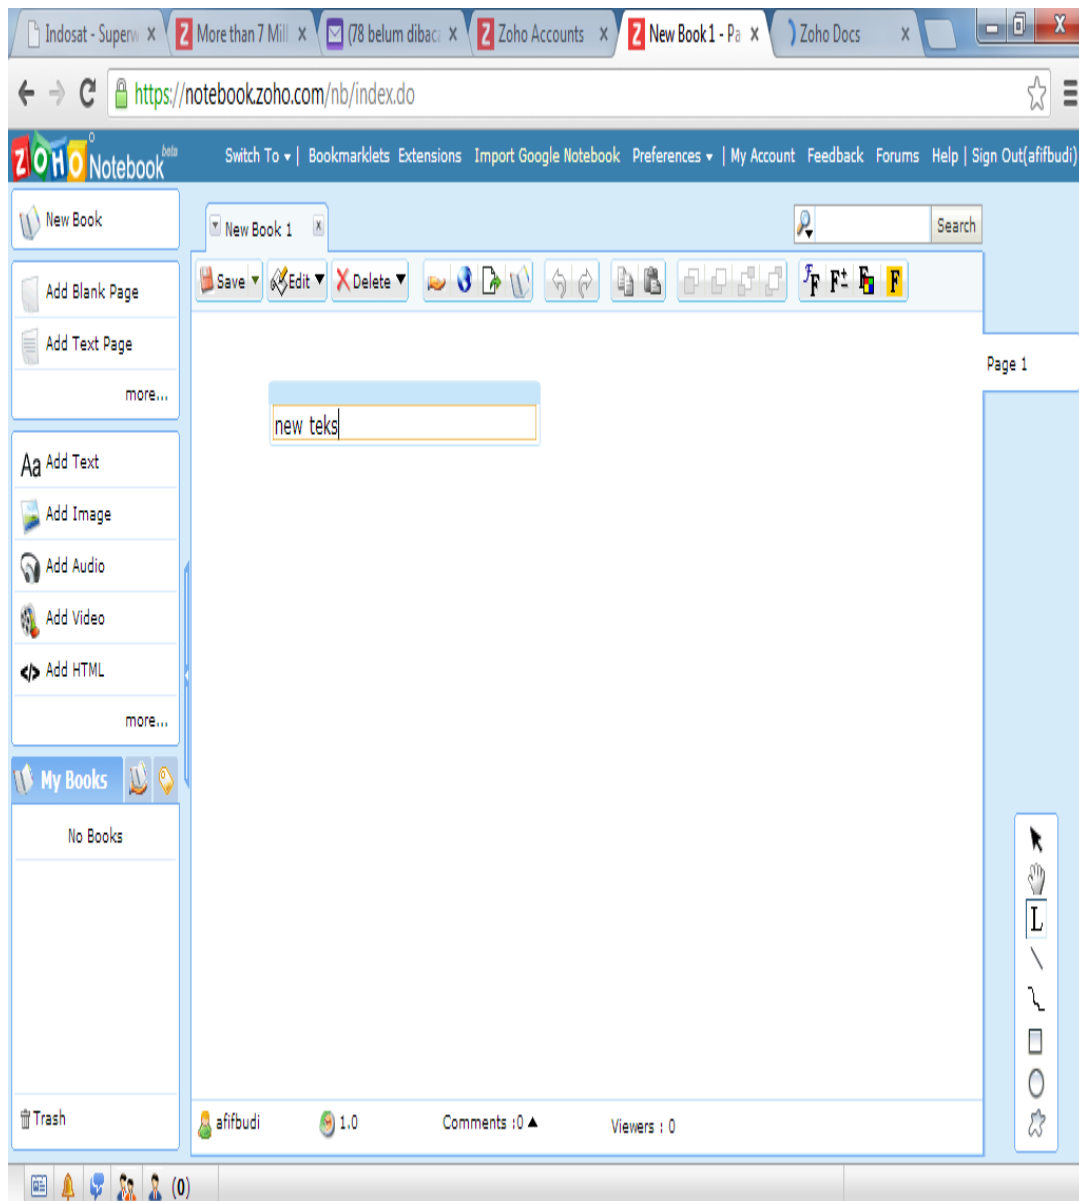 Indosat - Superw
More than 7 Mill
(78 belum dibaca
Zoho Accounts
New Book 1 - Pa
Zoho Docs
https://notebook.zoho.com/nb/index.do
ZOHO Notebook beta
Switch To | Bookmarklets Extensions Import Google Notebook Preferences | My Account Feedback Forums Help | Sign Out(afifbudi)
New Book
New Book 1
Search
Save Edit Delete
Add Blank Page
Add Text Page
more...
Page 1
new teks
Aa Add Text
Add Image
Add Audio
Add Video
</> Add HTML
more...
My Books
No Books
L
Trash
afifbudi 1.0 Comments :0 Viewers : 0
(0)